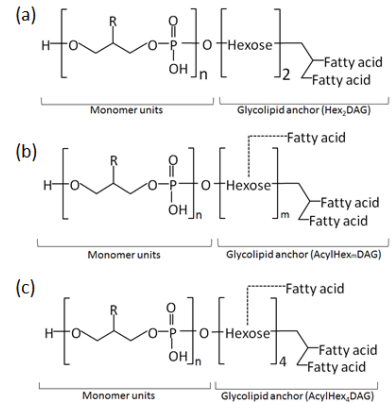 (a)
R
O
H
O
O
P
O
Hexose
Fatty acid
OH
n
2
Fatty acid
Monomer units
Glycolipid anchor (Hex₂DAG)
(b)
Fatty acid
R
O
H
O
O
P
O
Hexose
Fatty acid
OH
n
m
Fatty acid
Monomer units
Glycolipid anchor (AcylHexₘDAG)
(c)
Fatty acid
R
O
H
O
O
P
O
Hexose
Fatty acid
OH
n
4
Fatty acid
Monomer units
Glycolipid anchor (AcylHex₄DAG)